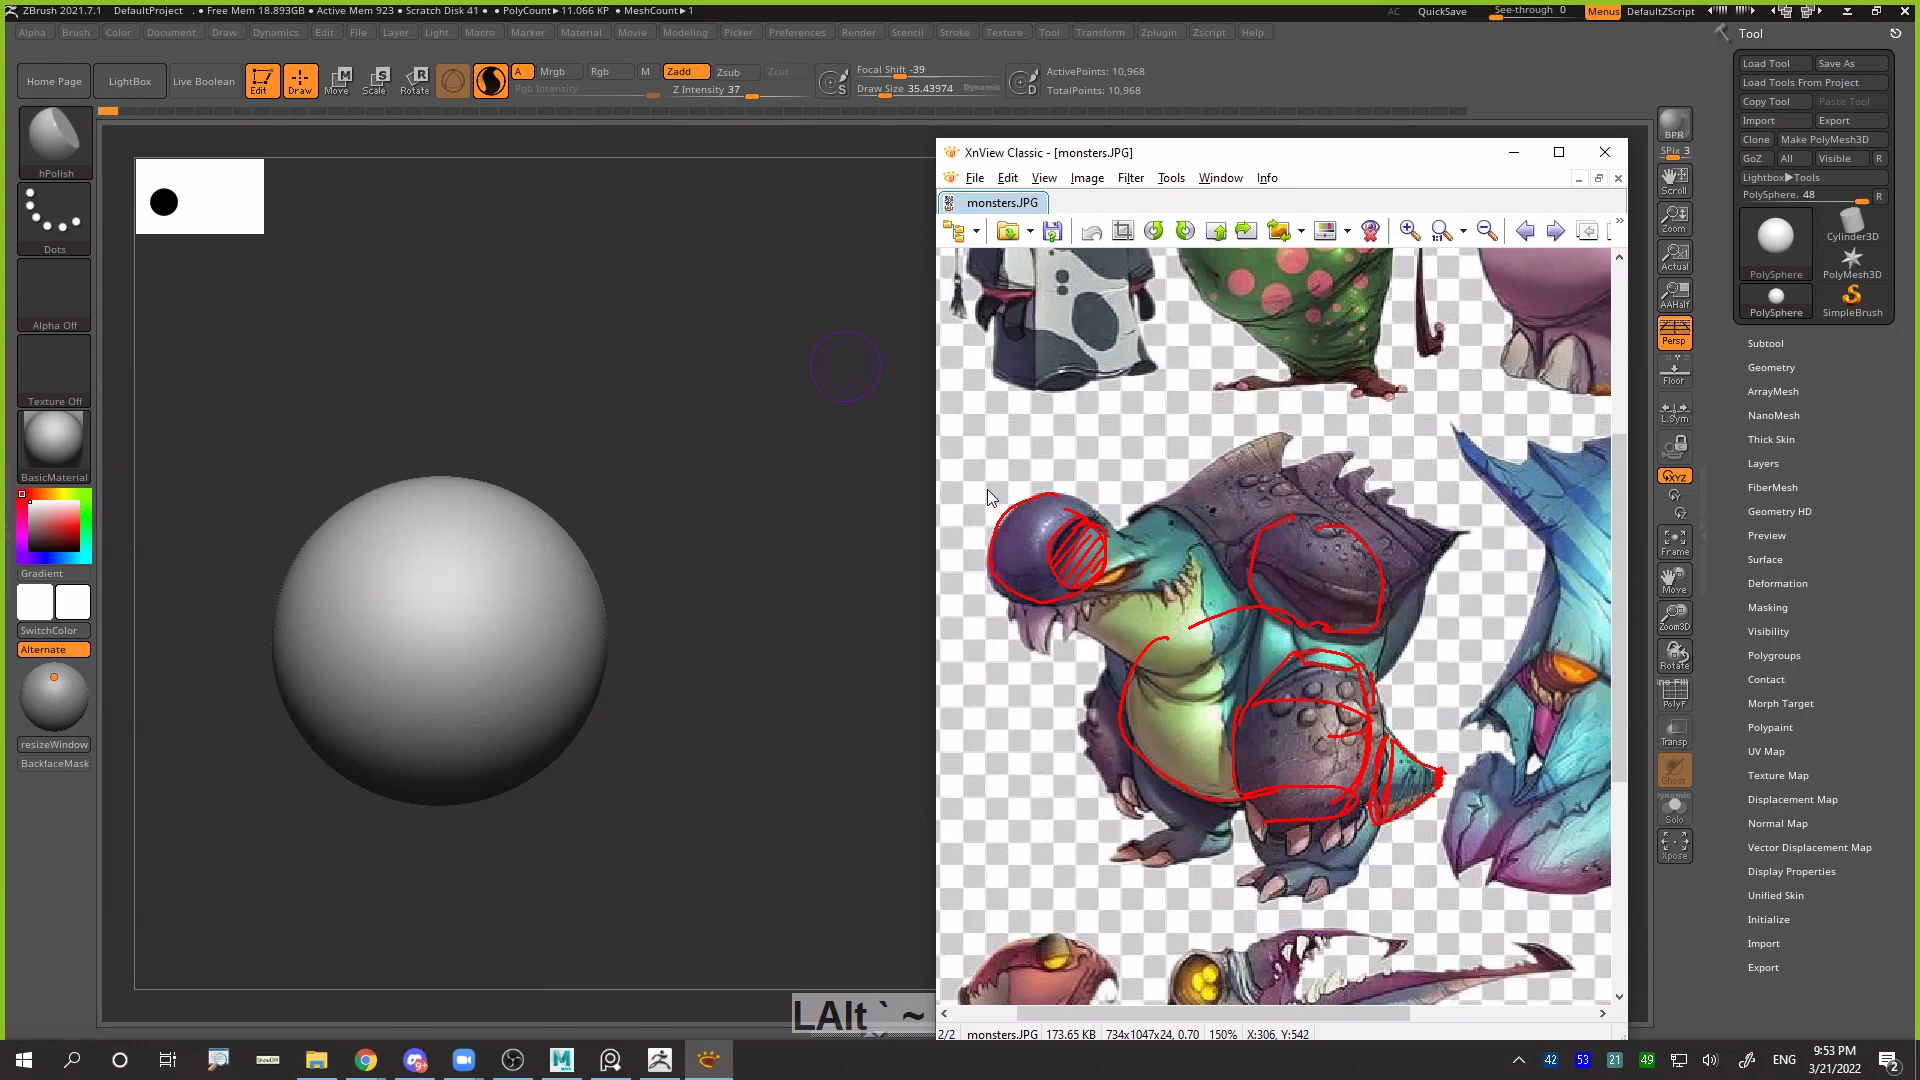 ZBrush 2021.7.1 DefaultProject . • Free Mem 18.893GB • Active Mem 923 • Scratch Disk 41 • • PolyCount▸11.066 KP • MeshCount▸1
AC QuickSave See-through 0 Menus DefaultZScript
Alpha Brush Color Document Draw Dynamics Edit File Layer Light Macro Marker Material Movie Modeling Picker Preferences Render Stencil Stroke Texture Tool Transform Zplugin Zscript Help
Home Page LightBox Live Boolean Edit Draw Move Scale Rotate
A Mrgb Rgb M Zadd Zsub Zcut
Rgb Intensity Z Intensity 37
Focal Shift -39
Draw Size 35.43974 Dynamic
ActivePoints: 10,968
TotalPoints: 10,968
hPolish
Dots
Alpha Off
Texture Off
BasicMaterial
Gradient
SwitchColor
Alternate
resizeWindow
BackfaceMask
XnView Classic - [monsters.JPG]
File Edit View Image Filter Tools Window Info
monsters.JPG
2/2 monsters.JPG 173.65 KB 734x1047x24, 0.70 150% X:306, Y:542
LAlt ` ~
BPR
SPix 3
Scroll
Zoom
Actual
AAHalf
Persp
Floor
L.Sym
XYZ
Frame
Move
Zoom3D
Rotate
PolyF
Transp
Ghost
Dynamic
Solo
Xpose
Tool
Load Tool Save As
Load Tools From Project
Copy Tool Paste Tool
Import Export
Clone Make PolyMesh3D
GoZ All Visible R
Lightbox▸Tools
PolySphere. 48 R
PolySphere Cylinder3D
PolyMesh3D
PolySphere SimpleBrush
Subtool
Geometry
ArrayMesh
NanoMesh
Thick Skin
Layers
FiberMesh
Geometry HD
Preview
Surface
Deformation
Masking
Visibility
Polygroups
Contact
Morph Target
Polypaint
UV Map
Texture Map
Displacement Map
Normal Map
Vector Displacement Map
Display Properties
Unified Skin
Initialize
Import
Export
42 53 21 49 ENG 9:53 PM
3/21/2022 2